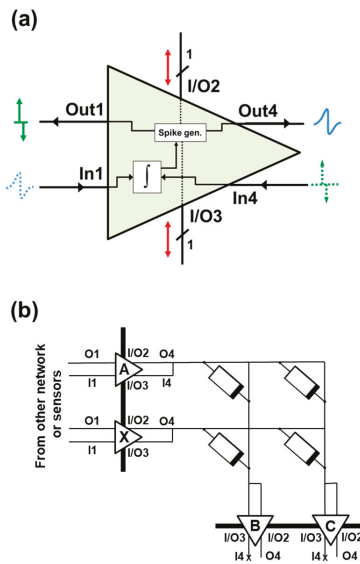 (a)
1
I/O2
Out1
Out4
Spike gen.
∫
In1
In4
I/O3
1
(b)
From other network
or sensors
O1
I/O2
O4
A
I1
I/O3
I4
O1
I/O2
O4
X
I1
I/O3
B
C
I/O3
I/O2
I/O3
I/O2
I4
x
O4
I4
x
O4